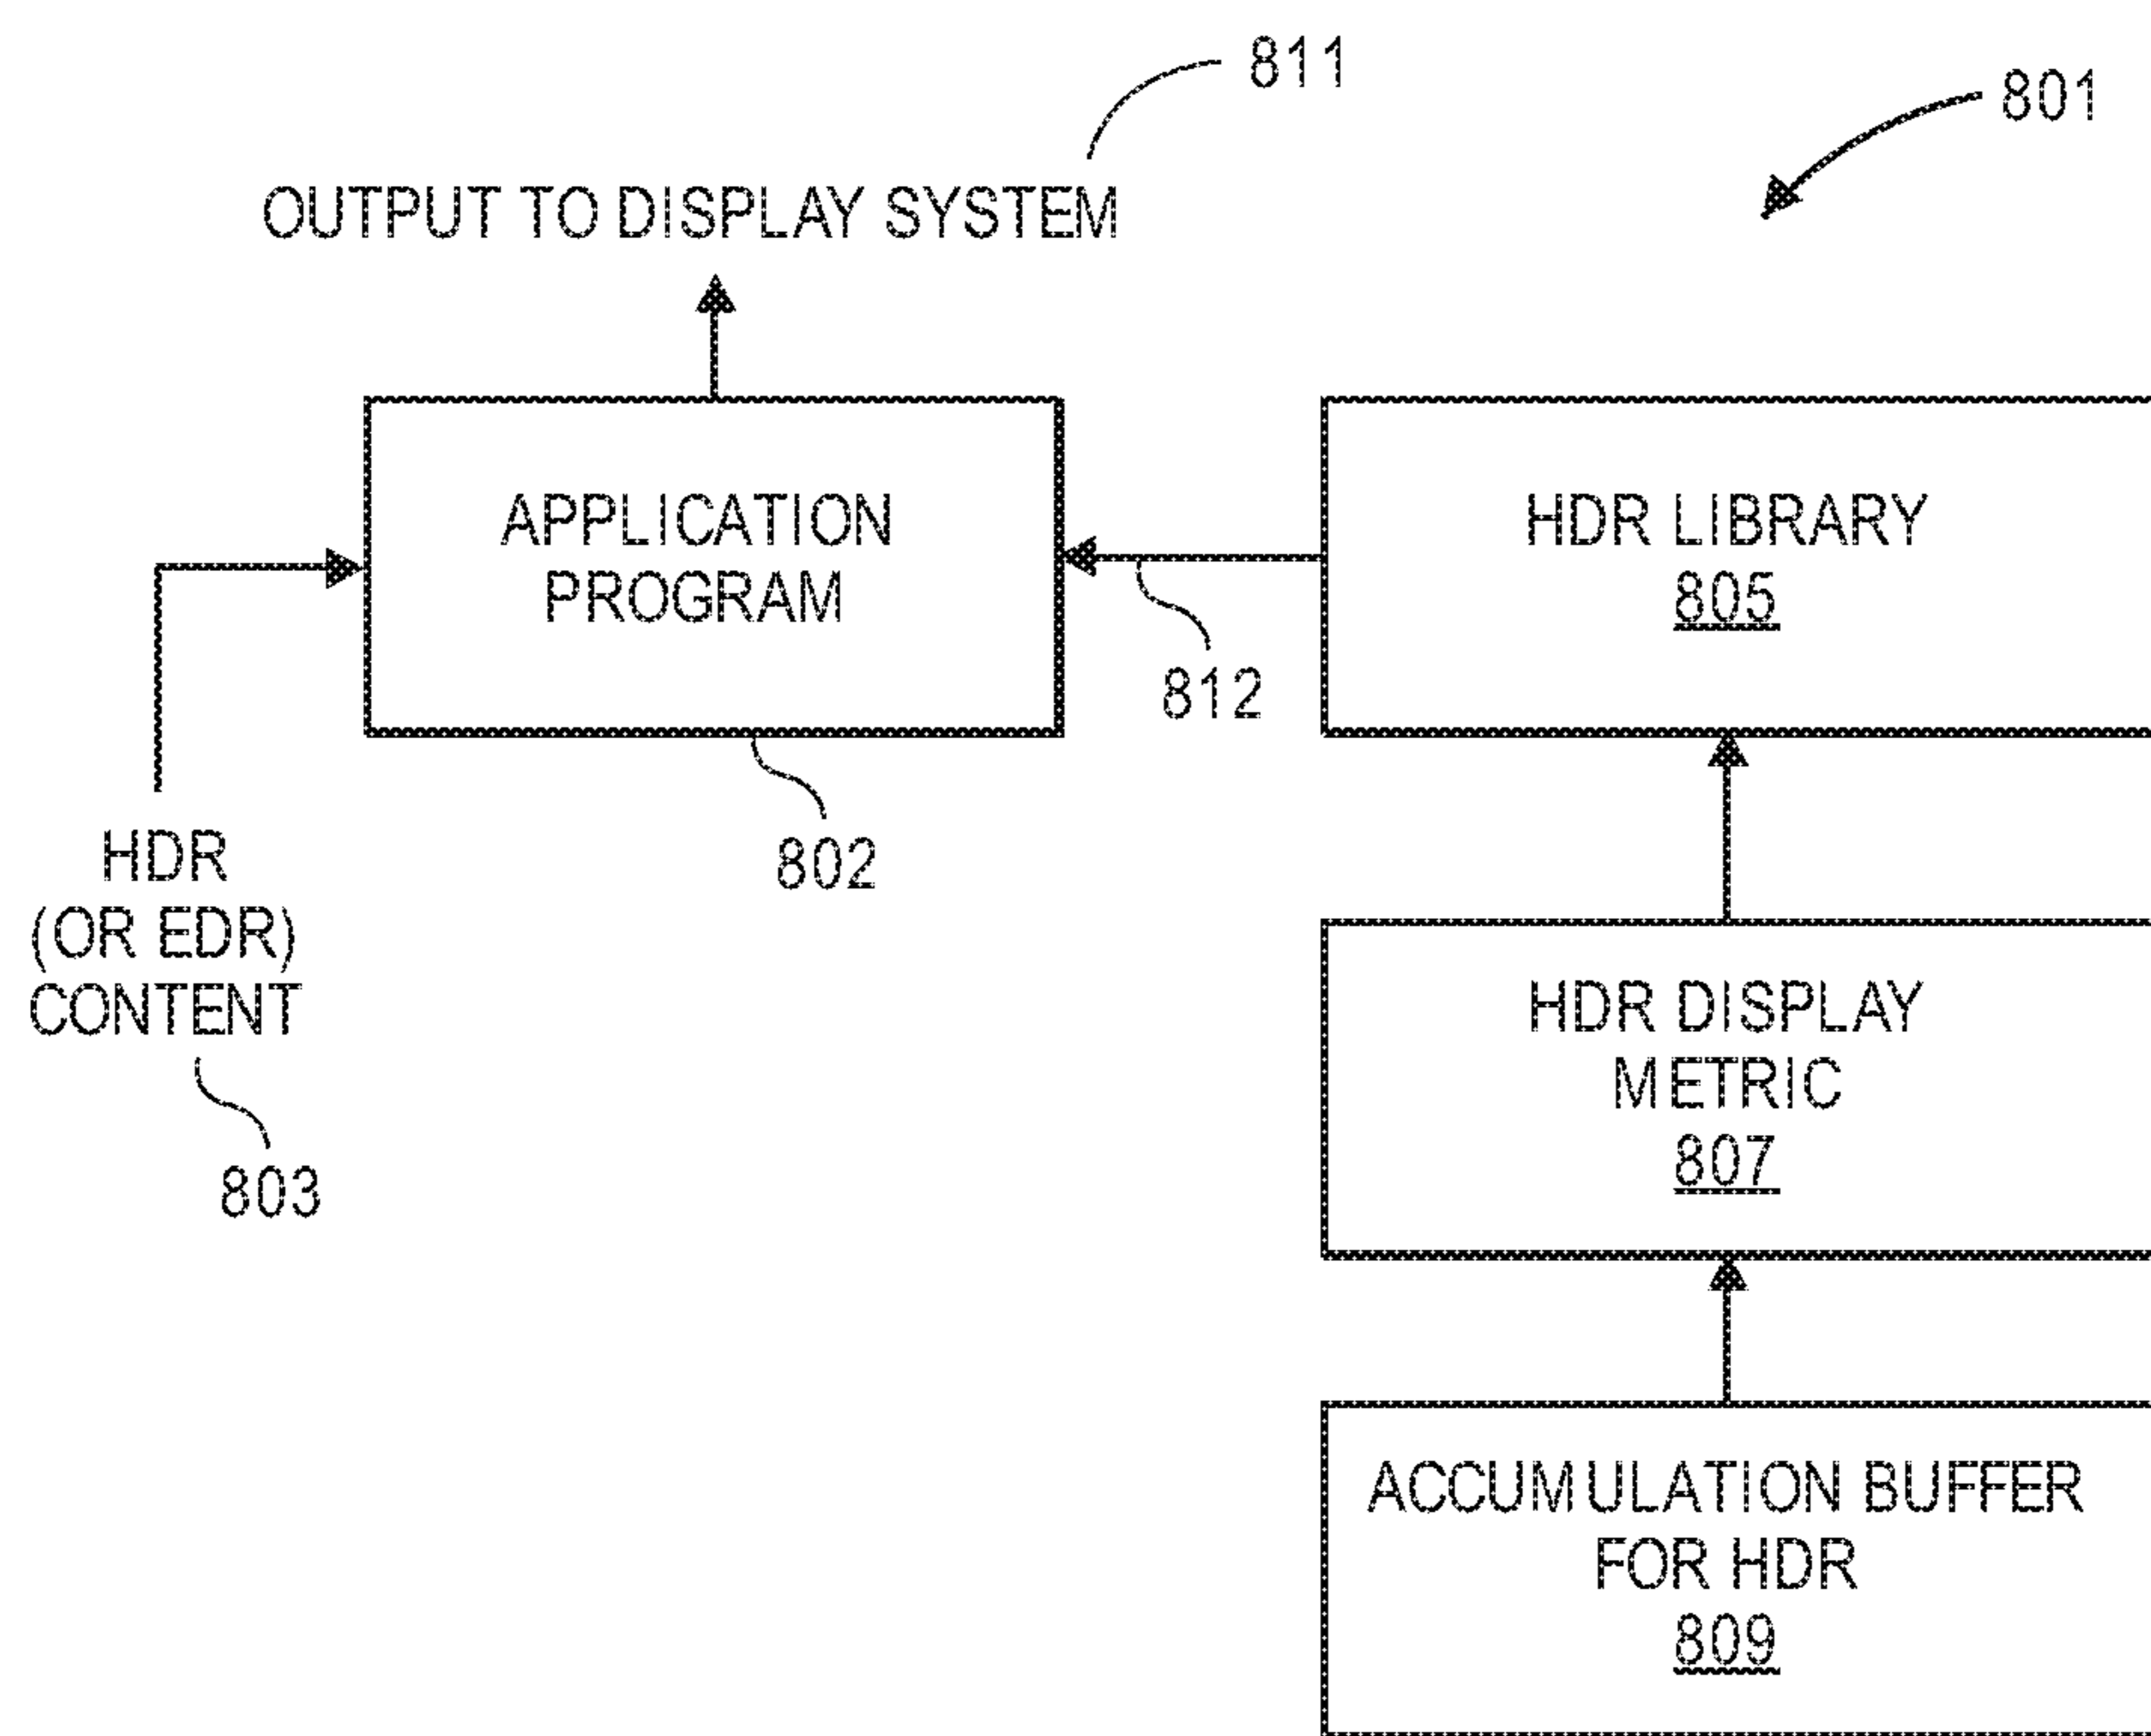 811
801
OUTPUT TO DISPLAY SYSTEM
APPLICATION
PROGRAM
HDR LIBRARY
805
812
802
HDR
(OR EDR)
CONTENT
803
HDR DISPLAY
METRIC
807
ACCUMULATION BUFFER
FOR HDR
809